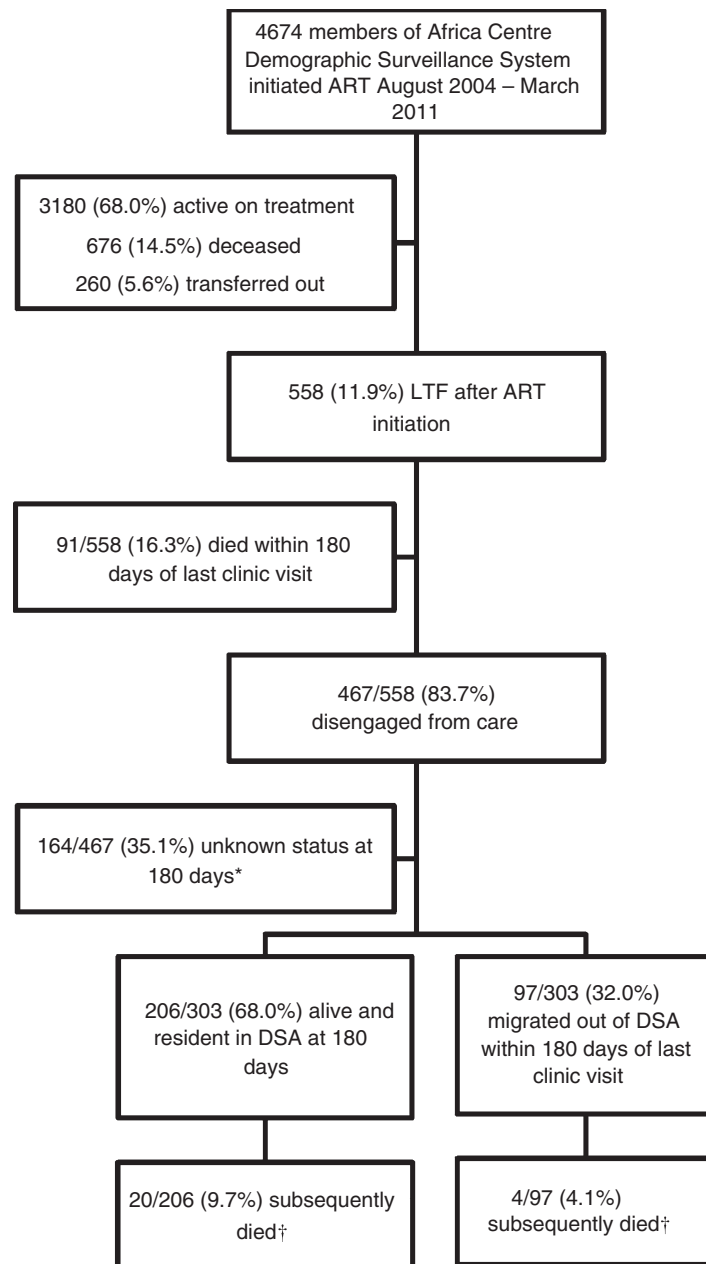 4674 members of Africa Centre
Demographic Surveillance System
initiated ART August 2004 – March
2011
3180 (68.0%) active on treatment
676 (14.5%) deceased
260 (5.6%) transferred out
558 (11.9%) LTF after ART
initiation
91/558 (16.3%) died within 180
days of last clinic visit
467/558 (83.7%)
disengaged from care
164/467 (35.1%) unknown status at
180 days*
206/303 (68.0%) alive and
resident in DSA at 180
days
97/303 (32.0%)
migrated out of DSA
within 180 days of last
clinic visit
20/206 (9.7%) subsequently
died†
4/97 (4.1%)
subsequently died†